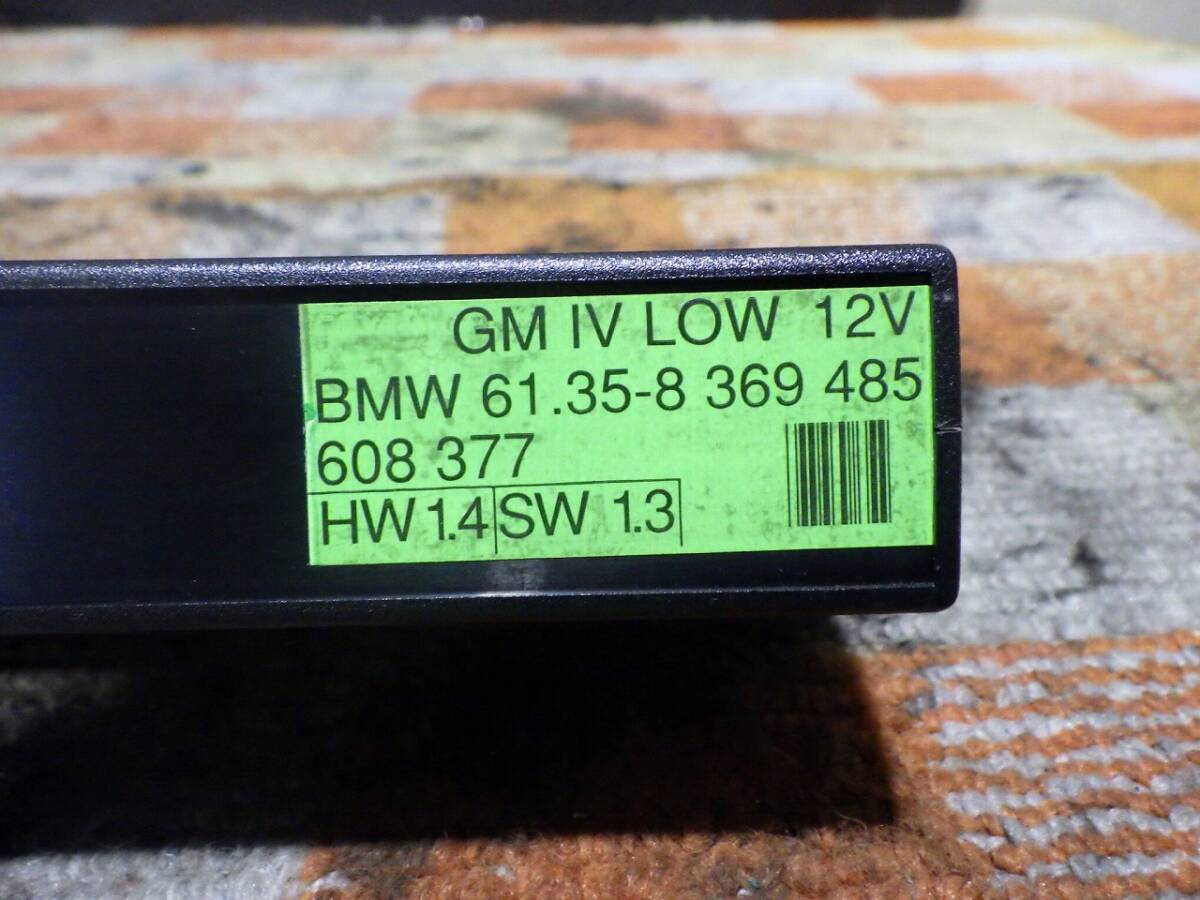 GM IV LOW 12V
BMW 61.35-8 369 485
608 377
HW 1.4 SW 1.3